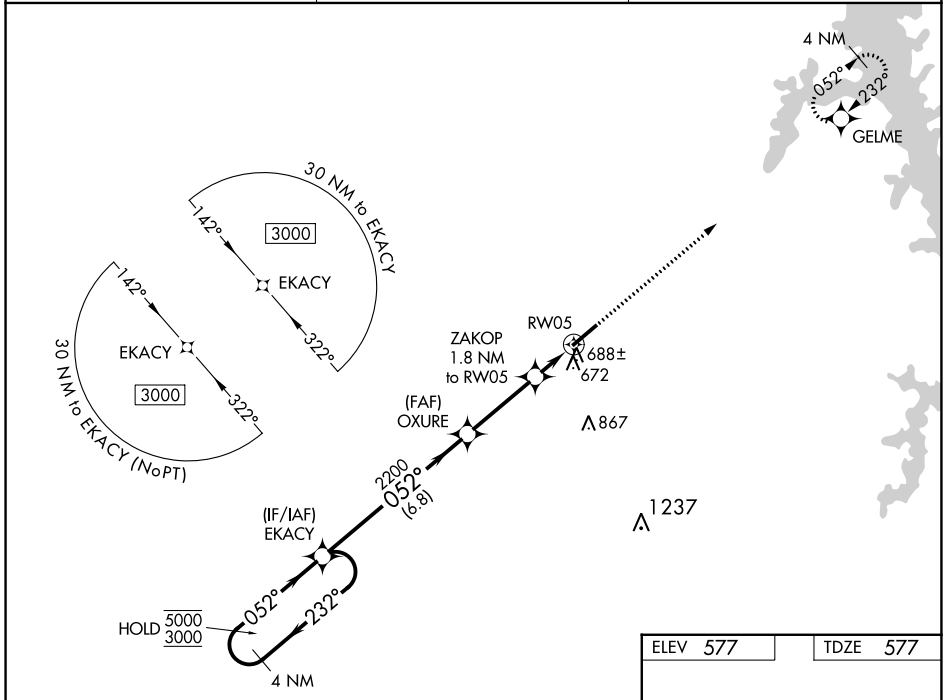 4 NM
052°
232°
GELME
30 NM to EKACY
142°
3000
EKACY
322°
142°
EKACY
3000
322°
30 NM to EKACY (NoPT)
RW05
ZAKOP
1.8 NM
to RW05
688±
672
(FAF)
OXURE
867
2200
052°
(6.8)
1237
(IF/IAF)
EKACY
052°
232°
HOLD 5000
3000
4 NM
ELEV 577
TDZE 577